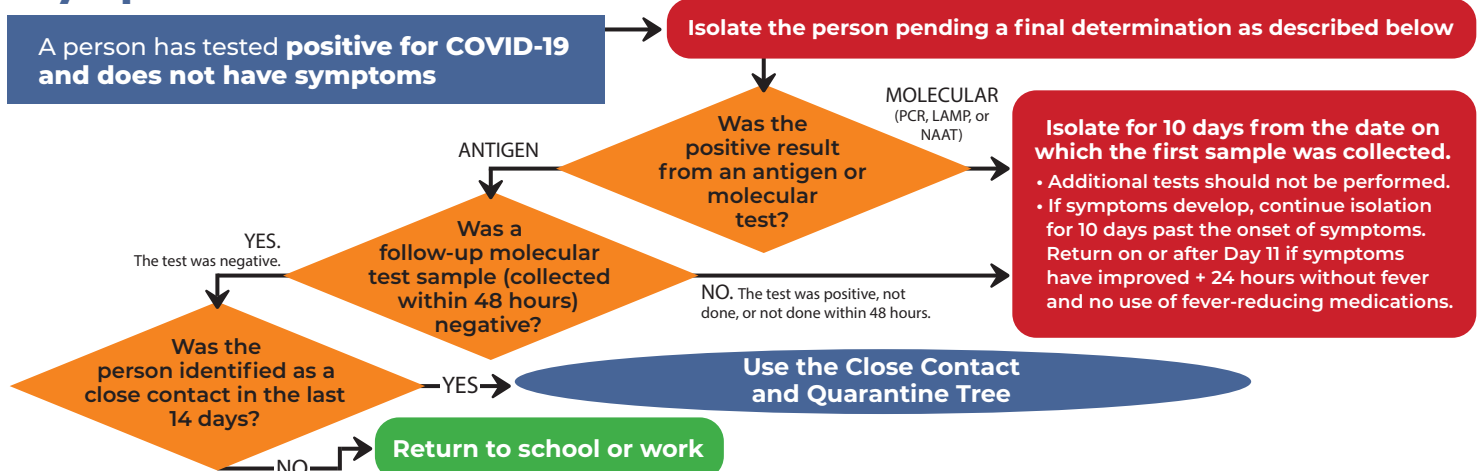 A person has tested positive for COVID-19
and does not have symptoms
Isolate the person pending a final determination as described below
Was the
positive result
from an antigen or
molecular
test?
MOLECULAR
(PCR, LAMP, or
NAAT)
Isolate for 10 days from the date on
which the first sample was collected.
• Additional tests should not be performed.
• If symptoms develop, continue isolation
for 10 days past the onset of symptoms.
Return on or after Day 11 if symptoms
have improved + 24 hours without fever
and no use of fever-reducing medications.
ANTIGEN
Was a
follow-up molecular
test sample (collected
within 48 hours)
negative?
YES.
The test was negative.
NO. The test was positive, not
done, or not done within 48 hours.
Was the
person identified as a
close contact in the last
14 days?
YES
Use the Close Contact
and Quarantine Tree
NO
Return to school or work